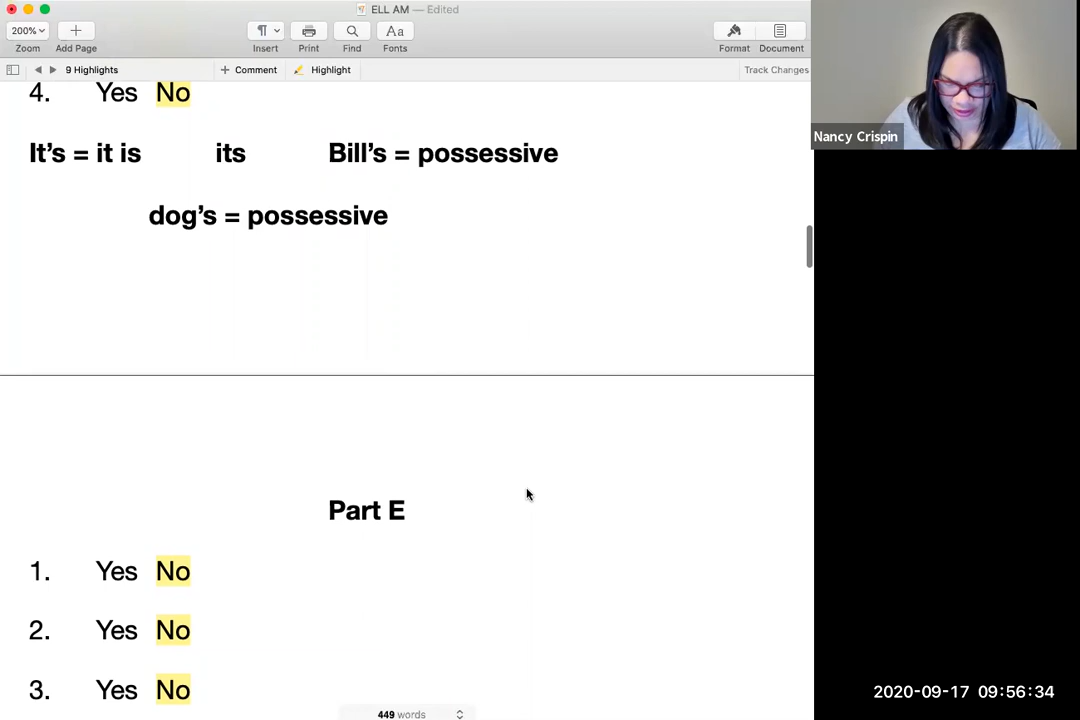 ELL AM — Edited
200%
Zoom Add Page Insert Print Find Fonts Format Document
Aa
9 Highlights + Comment Highlight Track Changes
Nancy Crispin
4. Yes No
It's = it is its Bill's = possessive
dog's = possessive
Part E
1. Yes No
2. Yes No
3. Yes No
449 words
2020-09-17 09:56:34